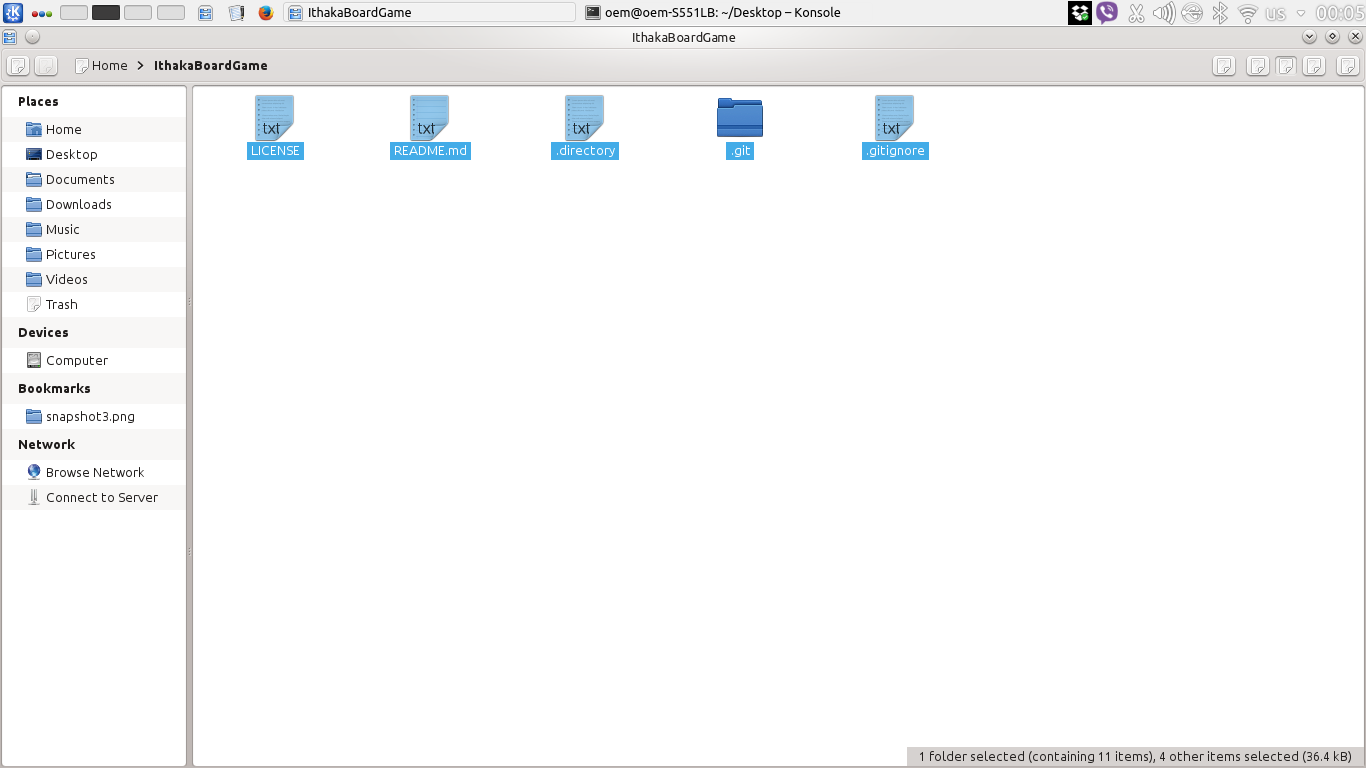 IthakaBoardGame
oem@oem-S551LB: ~/Desktop – Konsole
us
00:05
IthakaBoardGame
Home
IthakaBoardGame
Places
Home
Desktop
Documents
Downloads
Music
Pictures
Videos
Trash
Devices
Computer
Bookmarks
snapshot3.png
Network
Browse Network
Connect to Server
txt
LICENSE
txt
README.md
txt
.directory
.git
txt
.gitignore
1 folder selected (containing 11 items), 4 other items selected (36.4 kB)